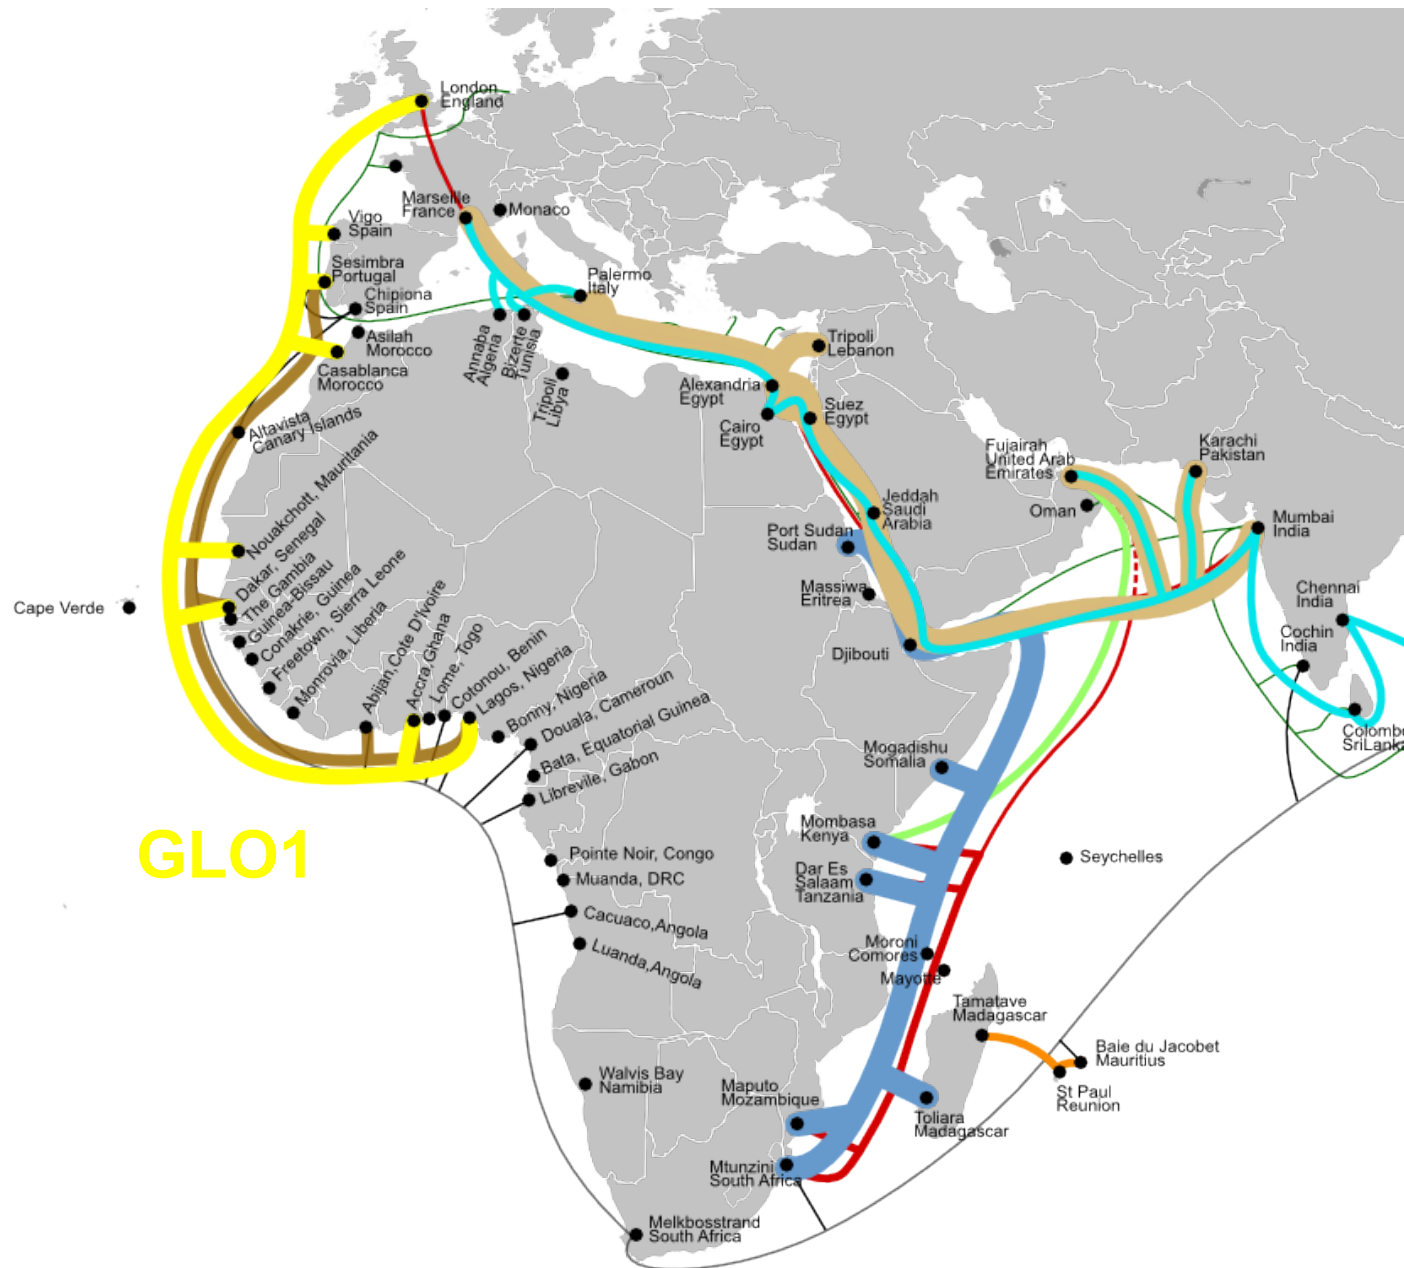 London
England
Marseille
France
Monaco
Vigo
Spain
Sesimbra
Portugal
Chipiona
Spain
Palermo
Italy
Asilah
Morocco
Casablanca
Morocco
Annaba
Algeria
Bizerte
Tunisia
Tripoli
Libya
Tripoli
Lebanon
Alexandria
Egypt
Cairo
Egypt
Suez
Egypt
Altavista
Canary Islands
Fujairah
United Arab
Emirates
Karachi
Pakistan
Oman
Mumbai
India
Jeddah
Saudi
Arabia
Port Sudan
Sudan
Massiwa
Eritrea
Djibouti
Chennai
India
Cochin
India
Colombo
SriLanka
Cape Verde
Nouakchott, Mauritania
Dakar, Senegal
The Gambia
Guinea-Bissau
Conakrie, Guinea
Freetown, Sierra Leone
Monrovia, Liberia
Abijan,Cote D'Ivoire
Accra, Ghana
Lome, Togo
Cotonou, Benin
Lagos, Nigeria
Bonny, Nigeria
Douala, Cameroun
Bata, Equatorial Guinea
Librevile, Gabon
Mogadishu
Somalia
GLO1
Mombasa
Kenya
Pointe Noir, Congo
Muanda, DRC
Dar Es
Salaam
Tanzania
Seychelles
Cacuaco,Angola
Luanda,Angola
Moroni
Comores
Mayotte
Tamatave
Madagascar
Baie du Jacobet
Mauritius
St Paul
Reunion
Walvis Bay
Namibia
Maputo
Mozambique
Toliara
Madagascar
Mtunzini
South Africa
Melkbosstrand
South Africa